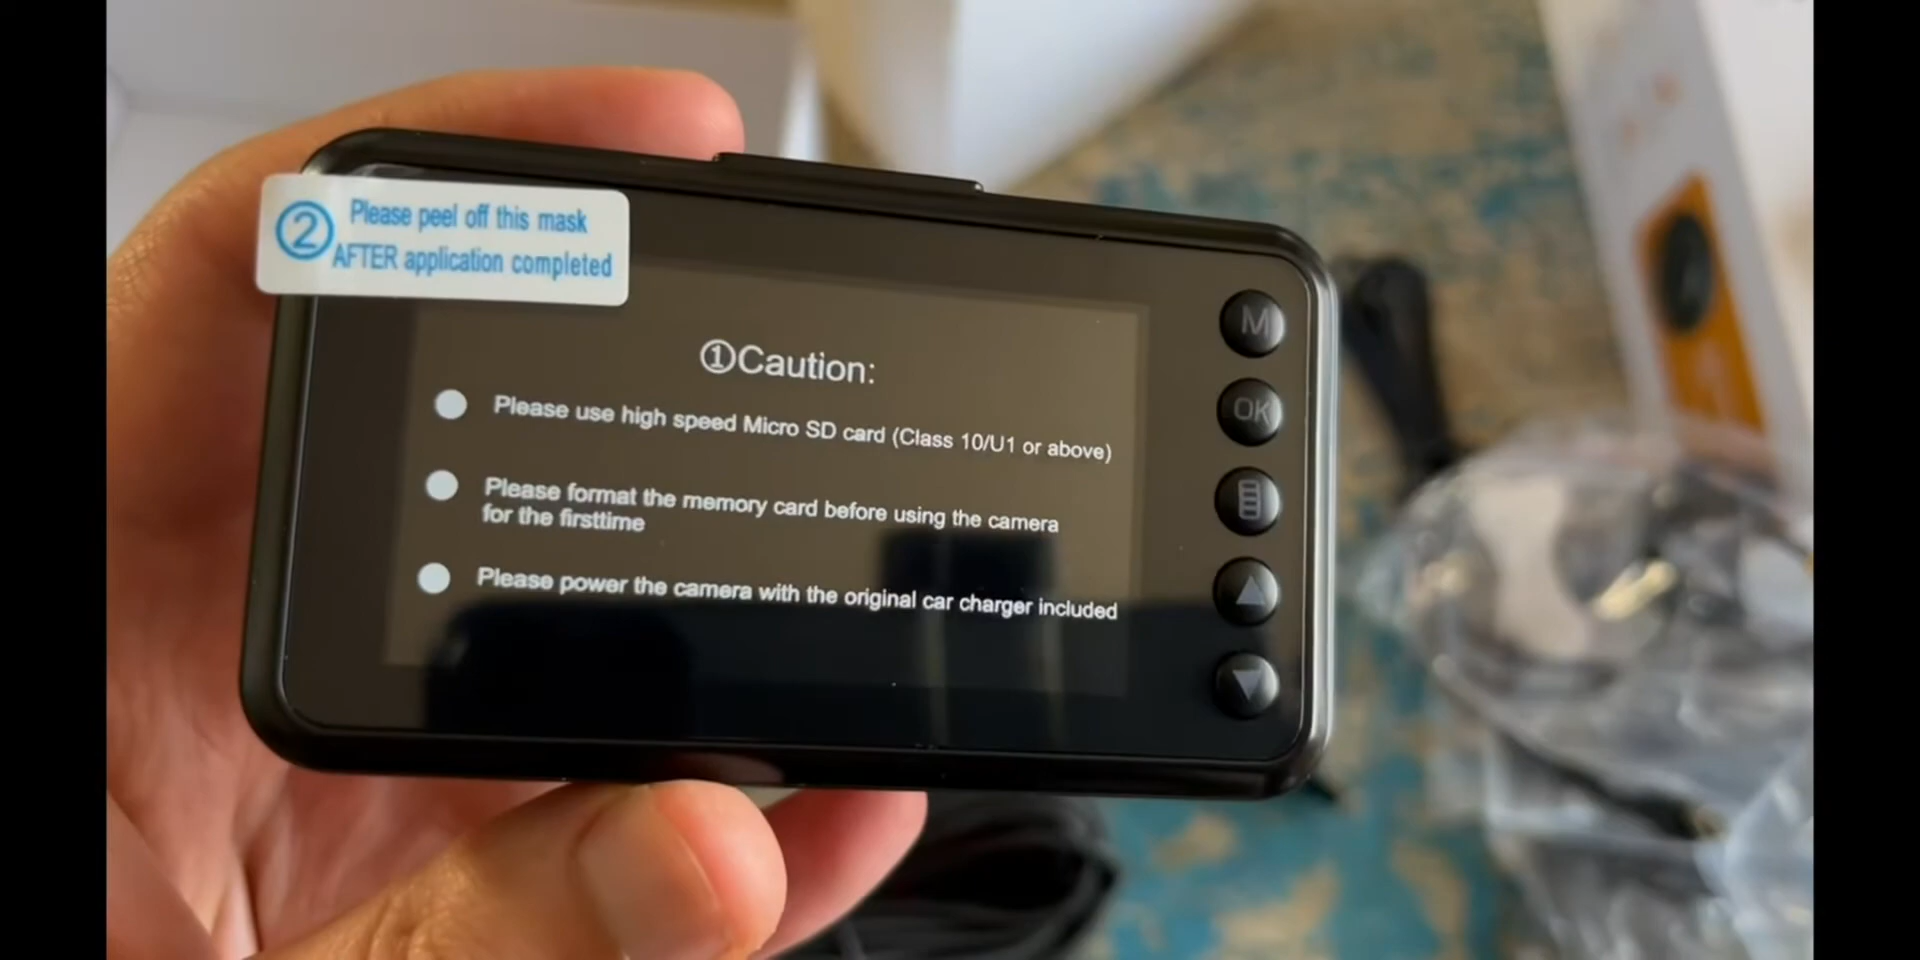 ② Please peel off this mask
AFTER application completed
①Caution:
Please use high speed Micro SD card (Class 10/U1 or above)
Please format the memory card before using the camera
for the firsttime
Please power the camera with the original car charger included
M
OK